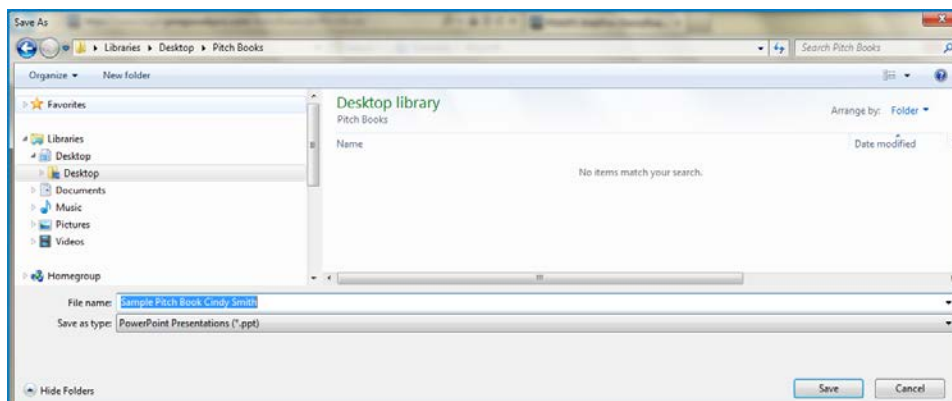 Save As
Libraries ▸ Desktop ▸ Pitch Books
Search Pitch Books
Organize
New folder
Favorites
Libraries
Desktop
Desktop
Documents
Music
Pictures
Videos
Homegroup
Desktop library
Pitch Books
Arrange by: Folder
Name
Date modified
No items match your search.
File name: Sample Pitch Book Cindy Smith
Save as type: PowerPoint Presentations (*.ppt)
Hide Folders
Save
Cancel